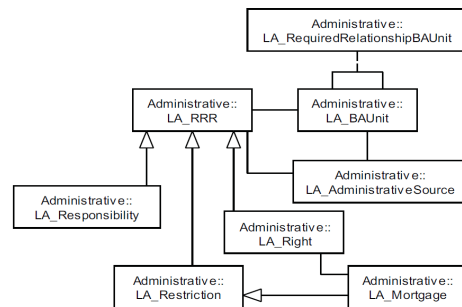 Administrative::
LA_RequiredRelationshipBAUnit
Administrative::
LA_RRR
Administrative::
LA_BAUnit
Administrative::
LA_AdministrativeSource
Administrative::
LA_Responsibility
Administrative::
LA_Right
Administrative::
LA_Restriction
Administrative::
LA_Mortgage